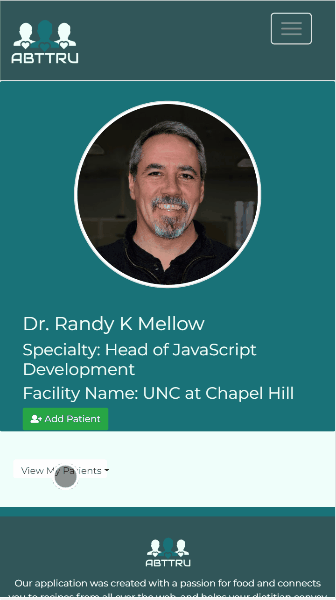 ABTTRU
Dr. Randy K Mellow
Specialty: Head of JavaScript
Development
Facility Name: UNC at Chapel Hill
Add Patient
View My Patients
ABTTRU
Our application was created with a passion for food and connects
you to recipes from all over the web, and helps your dietitian convey